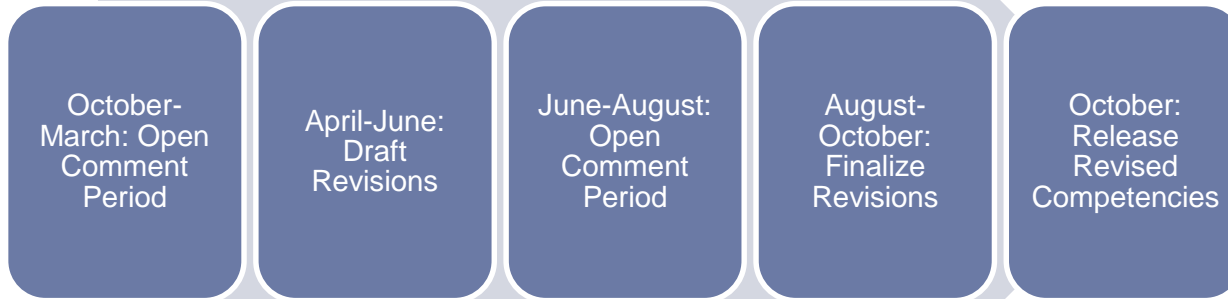 October-
March: Open
Comment
Period
April-June:
Draft
Revisions
June-August:
Open
Comment
Period
August-
October:
Finalize
Revisions
October:
Release
Revised
Competencies